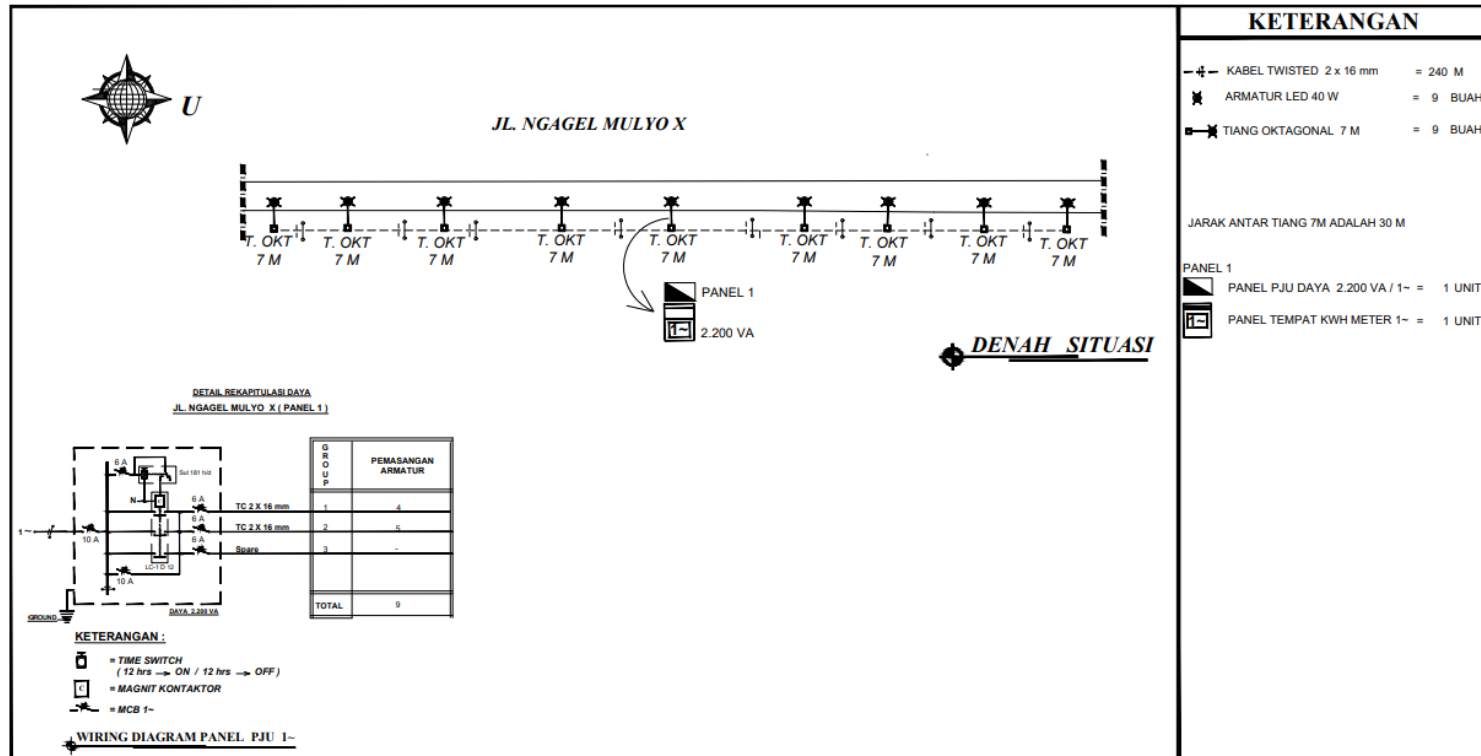 U
JL. NGAGEL MULYO X
T. OKT
7 M
T. OKT
7 M
T. OKT
7 M
T. OKT
7 M
T. OKT
7 M
T. OKT
7 M
T. OKT
7 M
T. OKT
7 M
T. OKT
7 M
PANEL 1
1~
2.200 VA
DENAH SITUASI
KETERANGAN
KABEL TWISTED 2 x 16 mm = 240 M
ARMATUR LED 40 W = 9 BUAH
TIANG OKTAGONAL 7 M = 9 BUAH
JARAK ANTAR TIANG 7M ADALAH 30 M
PANEL 1
PANEL PJU DAYA 2.200 VA / 1~ = 1 UNIT
1~ PANEL TEMPAT KWH METER 1~ = 1 UNIT
DETAIL REKAPITULASI DAYA
JL. NGAGEL MULYO X ( PANEL 1 )
6 A
Sul 181 h/d
N
C
6 A
TC 2 X 16 mm
6 A
TC 2 X 16 mm
1~
10 A
6 A
Spare
LC-1 D 12
10 A
GROUND
DAYA 2.200 VA
GROUP PEMASANGAN ARMATUR
1 4
2 5
3 -
TOTAL 9
KETERANGAN :
= TIME SWITCH
( 12 hrs → ON / 12 hrs → OFF )
C = MAGNIT KONTAKTOR
= MCB 1~
WIRING DIAGRAM PANEL PJU 1~